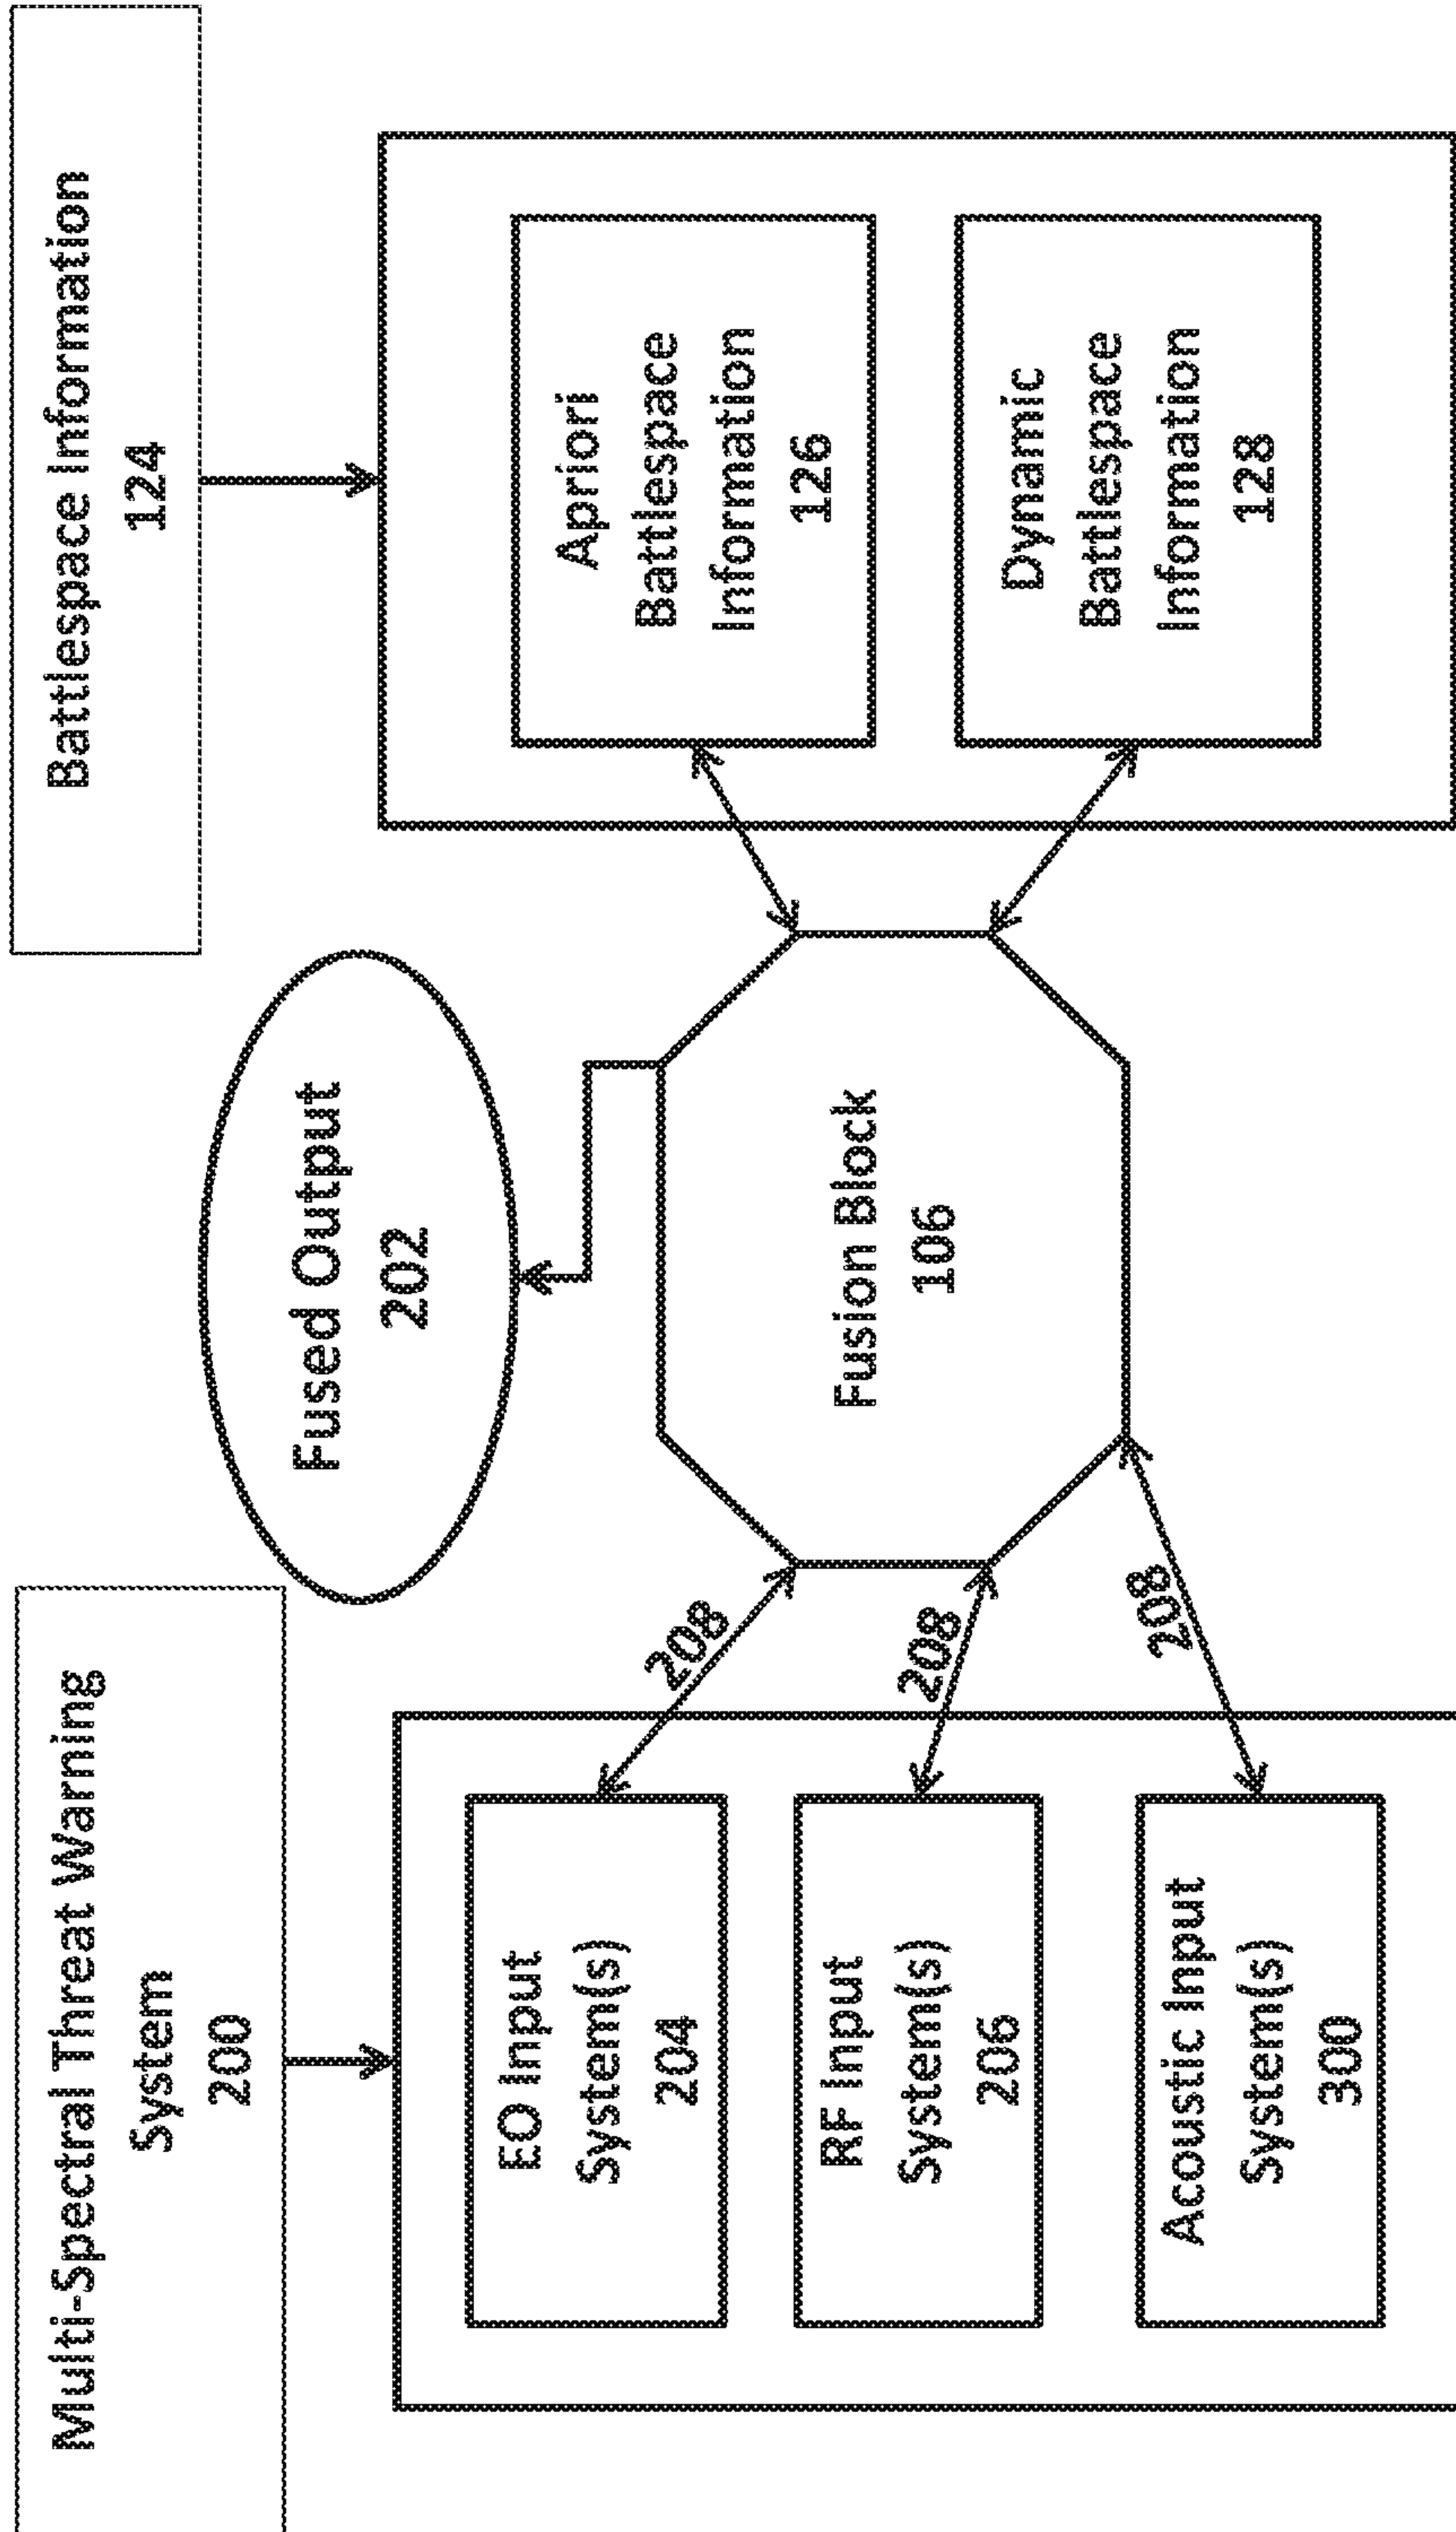 Multi-Spectral Threat Warning
System
200
EO Input
System(s)
204
RF Input
System(s)
206
Acoustic Input
System(s)
300
208
208
208
Fused Output
202
Fusion Block
106
Battlespace Information
124
Apriori
Battlespace
Information
126
Dynamic
Battlespace
Information
128